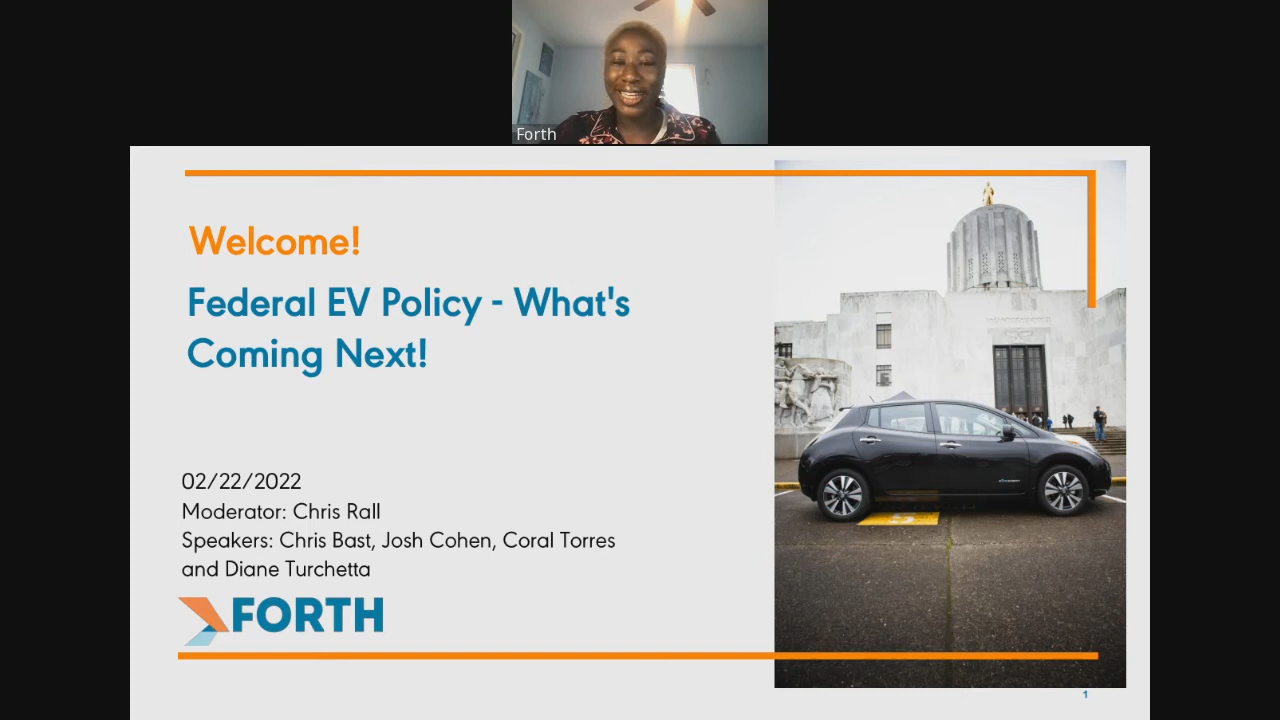 Forth
Welcome!
Federal EV Policy - What's
Coming Next!
02/22/2022
Moderator: Chris Rall
Speakers: Chris Bast, Josh Cohen, Coral Torres
and Diane Turchetta
FORTH
1